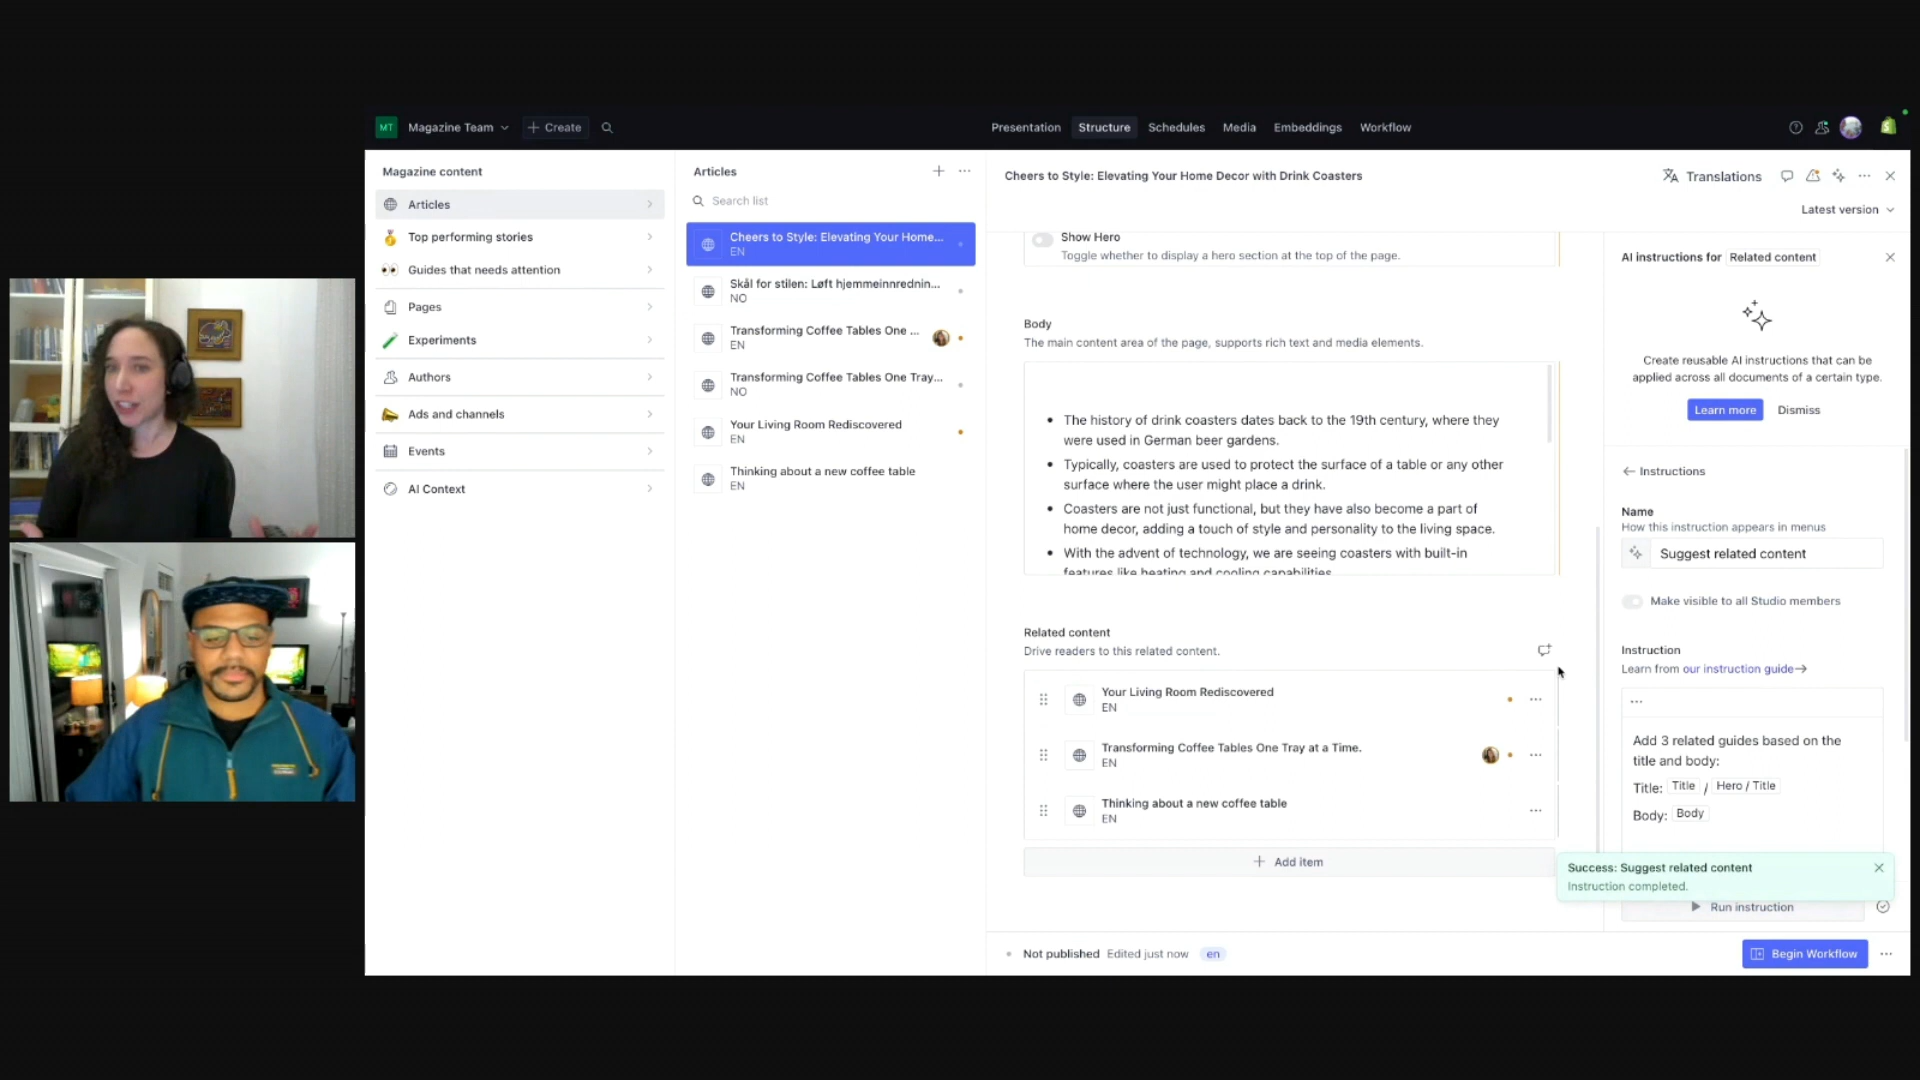 MT Magazine Team
Create
Presentation
Structure
Schedules
Media
Embeddings
Workflow
Magazine content
Articles
Top performing stories
Guides that needs attention
Pages
Experiments
Authors
Ads and channels
Events
AI Context
Articles
Search list
Cheers to Style: Elevating Your Home...
EN
Skål for stilen: Løft hjemmeinnrednin...
NO
Transforming Coffee Tables One ...
EN
Transforming Coffee Tables One Tray...
NO
Your Living Room Rediscovered
EN
Thinking about a new coffee table
EN
Cheers to Style: Elevating Your Home Decor with Drink Coasters
Translations
Latest version
Show Hero
Toggle whether to display a hero section at the top of the page.
Body
The main content area of the page, supports rich text and media elements.
The history of drink coasters dates back to the 19th century, where they
were used in German beer gardens.
Typically, coasters are used to protect the surface of a table or any other
surface where the user might place a drink.
Coasters are not just functional, but they have also become a part of
home decor, adding a touch of style and personality to the living space.
With the advent of technology, we are seeing coasters with built-in
features like heating and cooling capabilities.
Related content
Drive readers to this related content.
Your Living Room Rediscovered
EN
Transforming Coffee Tables One Tray at a Time.
EN
Thinking about a new coffee table
EN
Add item
Not published Edited just now en
AI instructions for Related content
Create reusable AI instructions that can be
applied across all documents of a certain type.
Learn more Dismiss
Instructions
Name
How this instruction appears in menus
Suggest related content
Make visible to all Studio members
Instruction
Learn from our instruction guide→
...
Add 3 related guides based on the
title and body:
Title: Title / Hero / Title
Body: Body
Success: Suggest related content
Instruction completed.
Run instruction
Begin Workflow